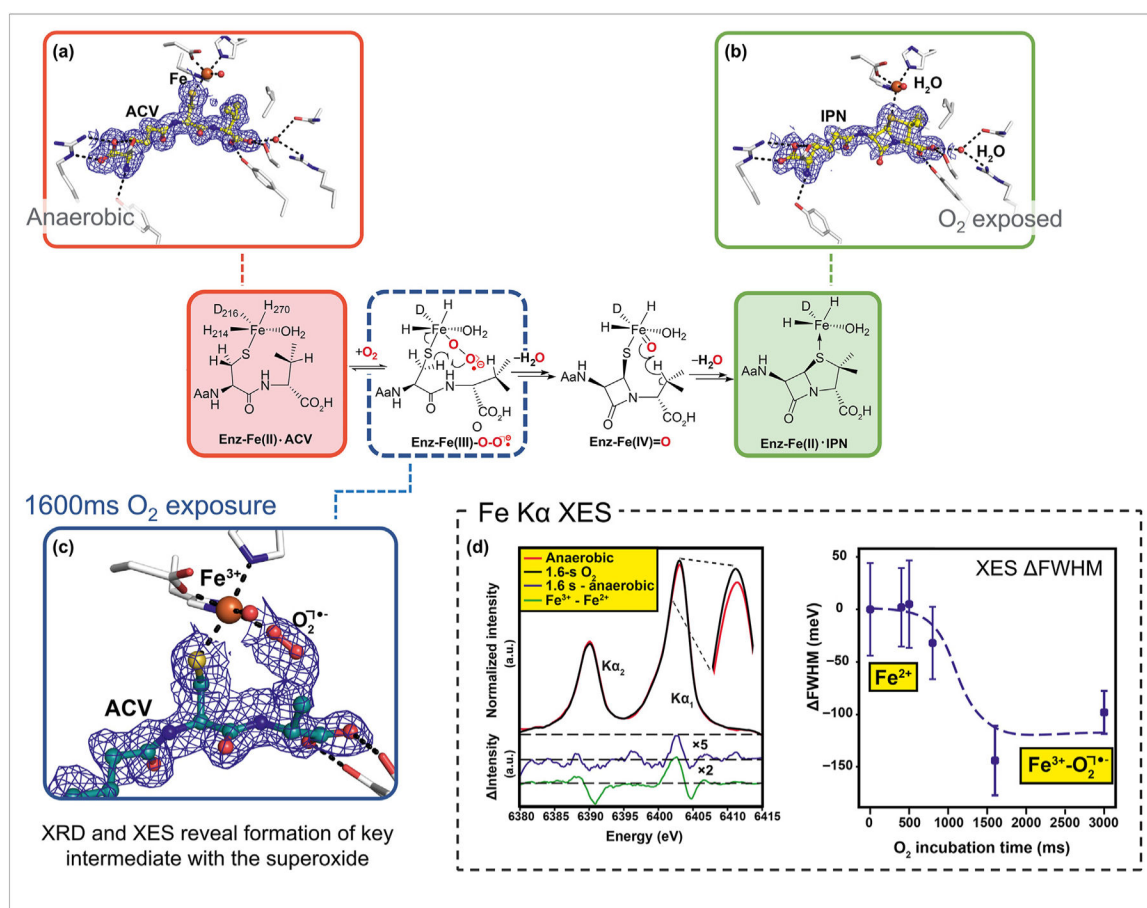 (a)
Fe
ACV
Anaerobic
(b)
H2O
IPN
H2O
O2 exposed
D216
H270
H214
Fe
OH2
S
H
AaN
H
HN
O
CO2H
Enz-Fe(II)·ACV
+O2
H
D
H
Fe
OH2
S
O
O
H
H
H
AaN
H
N
O
CO2H
O
Enz-Fe(III)-O-O
–H2O
H
D
H
Fe
OH2
S
O
H
H
AaN
N
O
CO2H
Enz-Fe(IV)=O
–H2O
H
D
H
Fe
OH2
S
H
AaN
N
O
CO2H
Enz-Fe(II)·IPN
1600ms O2 exposure
(c)
Fe3+
O2
ACV
XRD and XES reveal formation of key
intermediate with the superoxide
Fe Kα XES
(d)
Anaerobic
1.6-s O2
1.6 s - anaerobic
Fe3+ - Fe2+
Normalized intensity
(a.u.)
Kα2
Kα1
×5
×2
ΔIntensity
(a.u.)
6380 6385 6390 6395 6400 6405 6410 6415
Energy (eV)
XES ΔFWHM
ΔFWHM
(meV)
50
0
−50
−100
−150
Fe2+
Fe3+-O2
0 500 1000 1500 2000 2500 3000
O2 incubation time (ms)